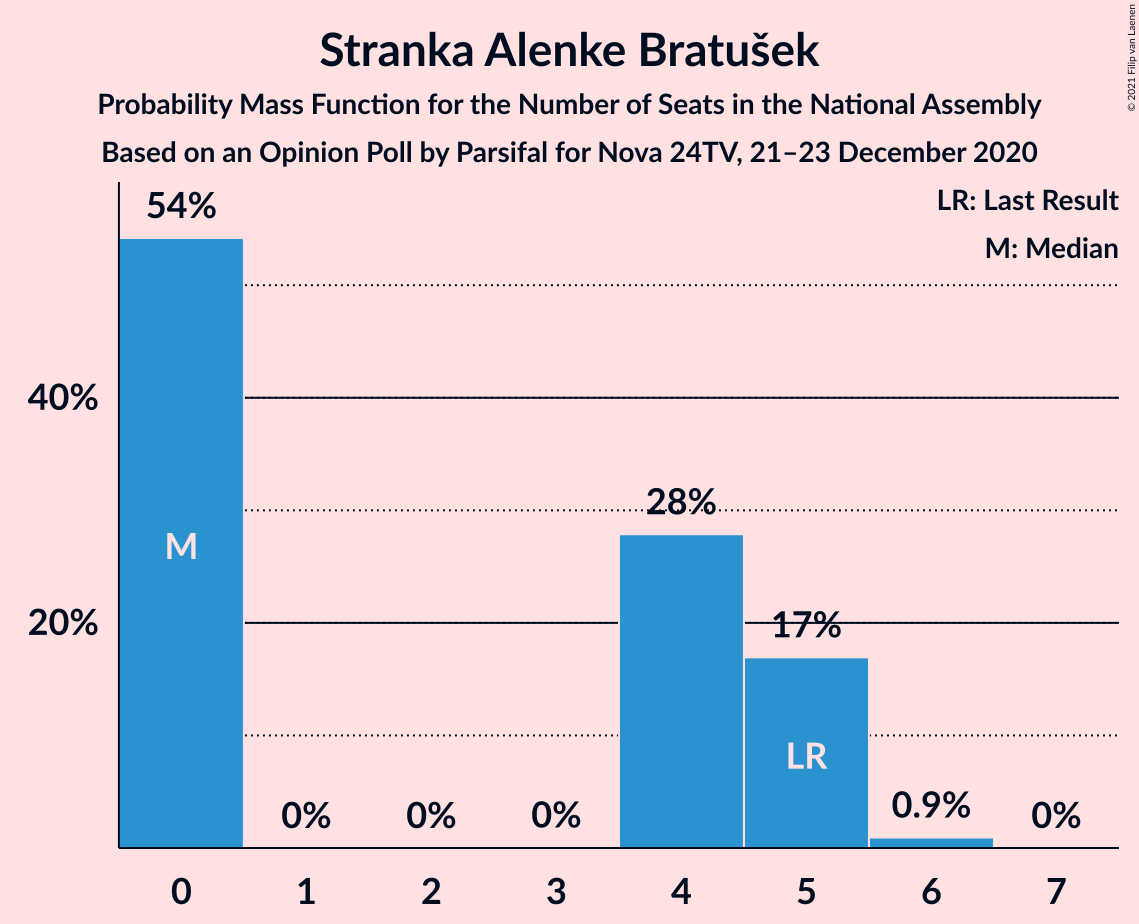 Stranka Alenke Bratušek
Probability Mass Function for the Number of Seats in the National Assembly
Based on an Opinion Poll by Parsifal for Nova 24TV, 21–23 December 2020
© 2021 Filip van Laenen
LR: Last Result
M: Median
54%
40%
28%
M
20%
17%
LR
0%
0%
0%
0.9%
0%
0
1
2
3
4
5
6
7